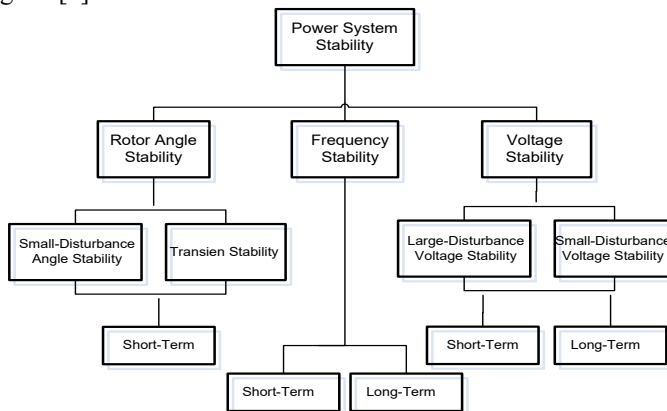 Power System
Stability
Rotor Angle
Stability
Frequency
Stability
Voltage
Stability
Small-Disturbance
Angle Stability
Transien Stability
Large-Disturbance
Voltage Stability
Small-Disturbance
Voltage Stability
Short-Term
Short-Term
Long-Term
Short-Term
Long-Term